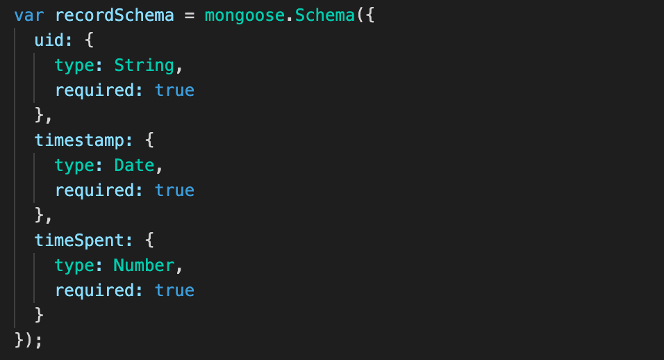 var recordSchema = mongoose.Schema({
  uid: {
    type: String,
    required: true
  },
  timestamp: {
    type: Date,
    required: true
  },
  timeSpent: {
    type: Number,
    required: true
  }
});